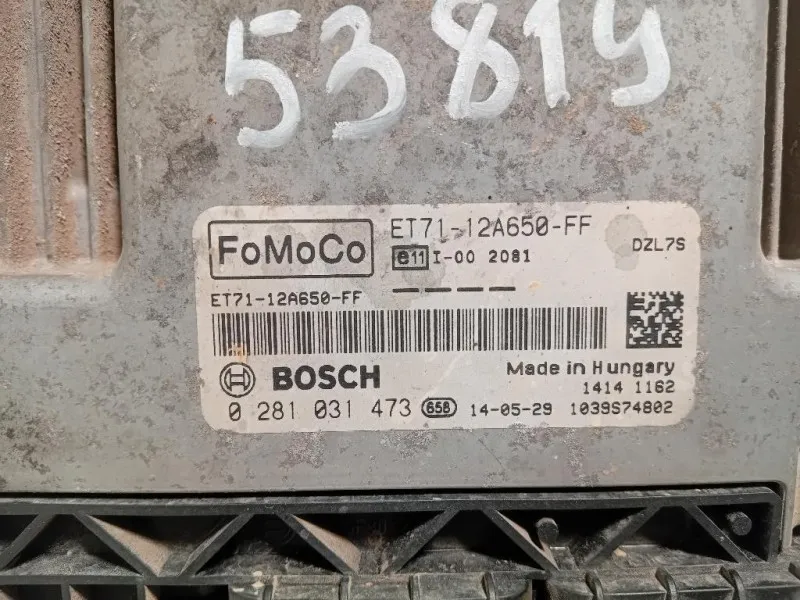 53819
FoMoCo
ET71-12A650-FF
DZL7S
e11 I-00 2081
ET71-12A650-FF
BOSCH
Made in Hungary
1414 1162
0 281 031 473 658 14-05-29 1039S74802